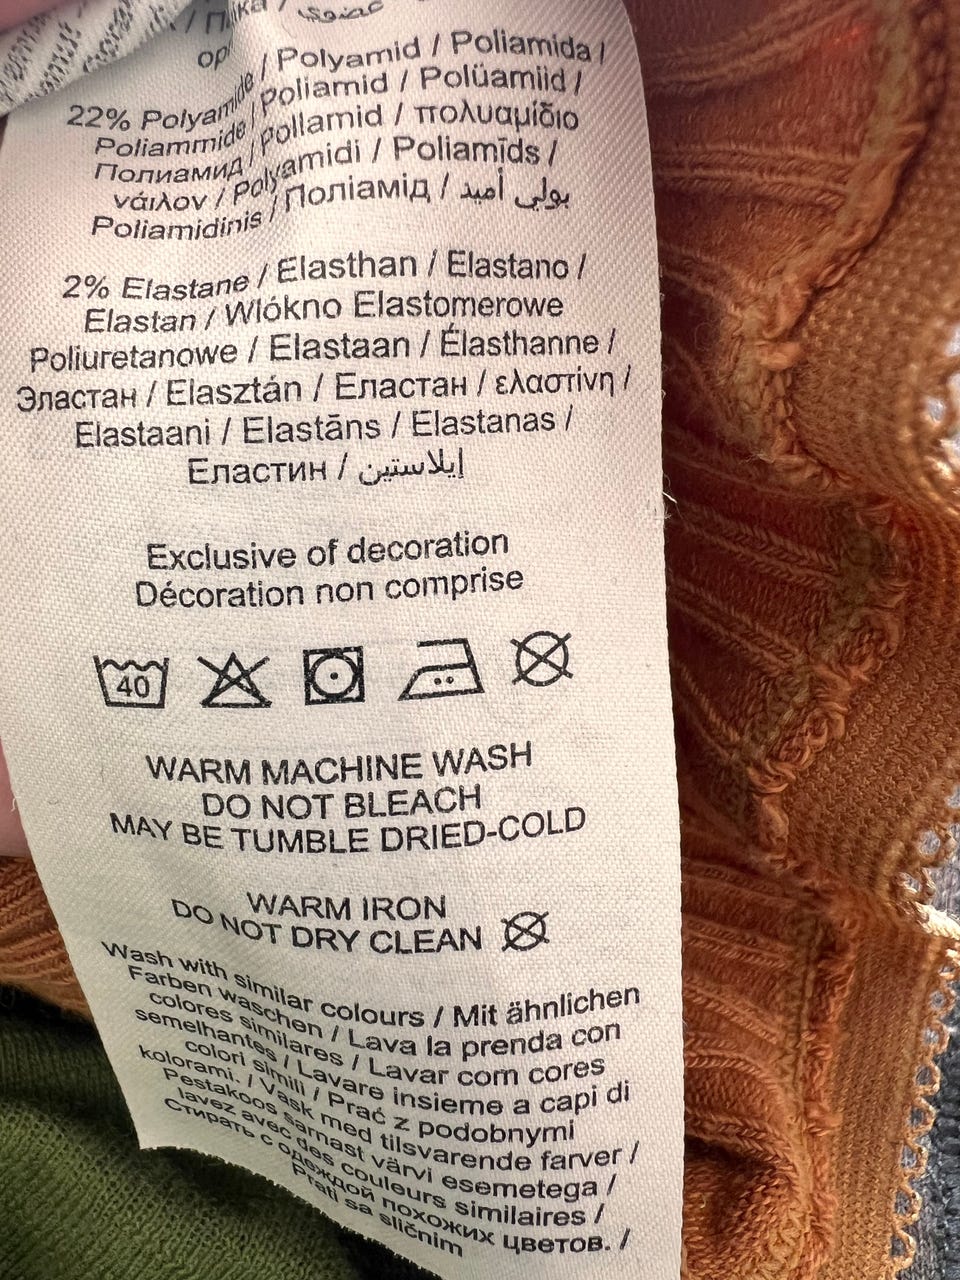 عضوي
22% Polyamide / Polyamid / Poliamida /
Poliammide / Poliamid / Polüamiid /
Полиамид / Poliamid / πολυαμίδιο
νάιλον / Polyamidi / Poliamīds /
Poliamidinis / Поліамід / بولي أميد
2% Elastane / Elasthan / Elastano /
Elastan / Wlókno Elastomerowe
Poliuretanowe / Elastaan / Élasthanne /
Эластан / Elasztán / Еластан / ελαστίνη /
Elastaani / Elastāns / Elastanas /
Еластин / إيلاستين
Exclusive of decoration
Décoration non comprise
40
WARM MACHINE WASH
DO NOT BLEACH
MAY BE TUMBLE DRIED-COLD
WARM IRON
DO NOT DRY CLEAN
Wash with similar colours / Mit ähnlichen
Farben waschen / Lava la prenda con
colores similares / Lavar com cores
semelhantes / Lavare insieme a capi di
colori simili / Prać z podobnymi
kolorami. / Vask med tilsvarende farver /
Pestakoos sarnast värvi esemetega /
lavez avec des couleurs similaires /
Стирать с одеждой похожих цветов. /
Prati sa sličnim